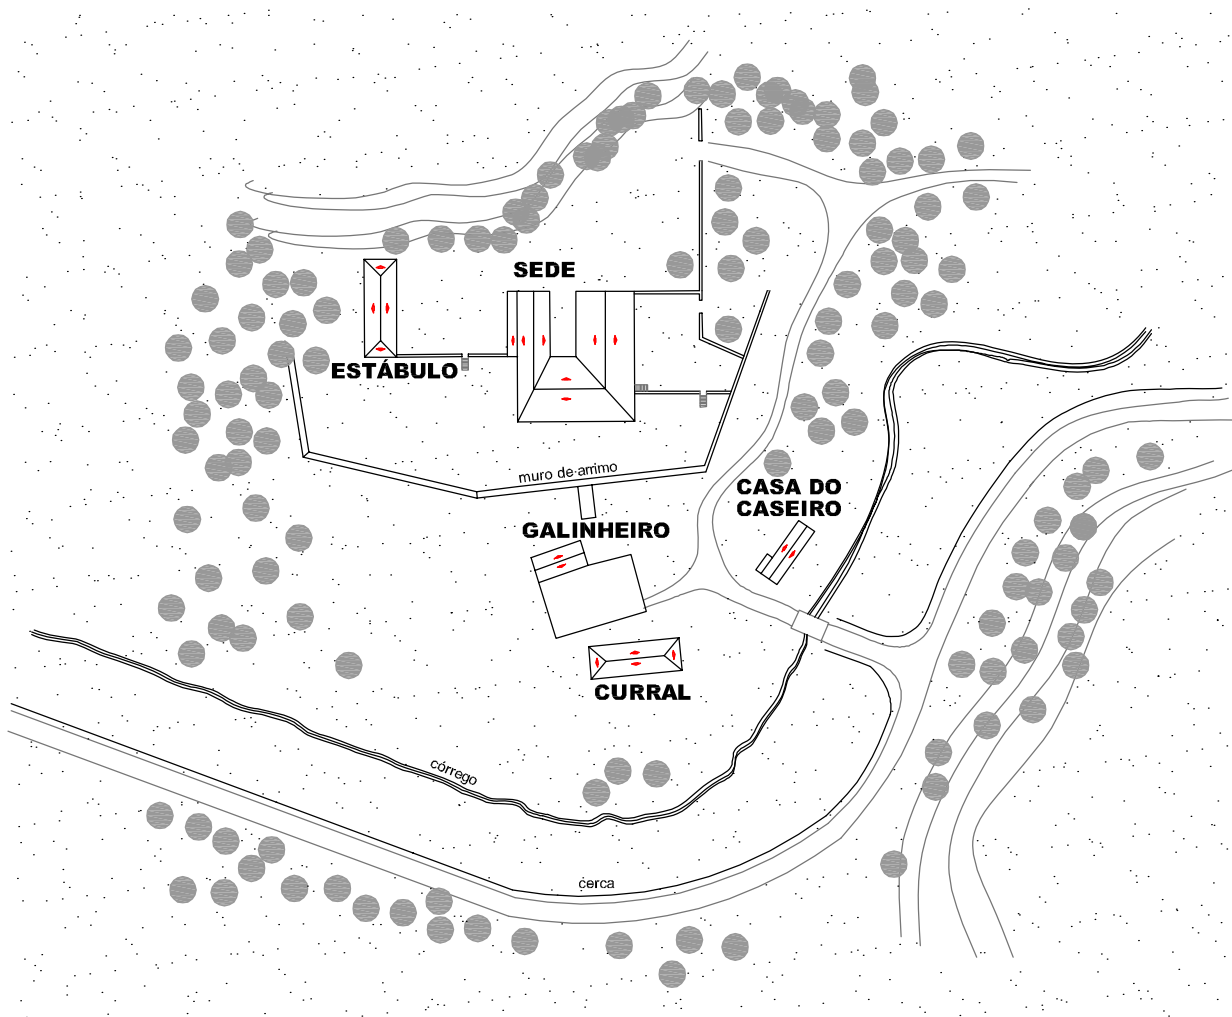 SEDE
ESTÁBULO
muro de arrimo
CASA DO
CASEIRO
GALINHEIRO
CURRAL
córrego
cerca